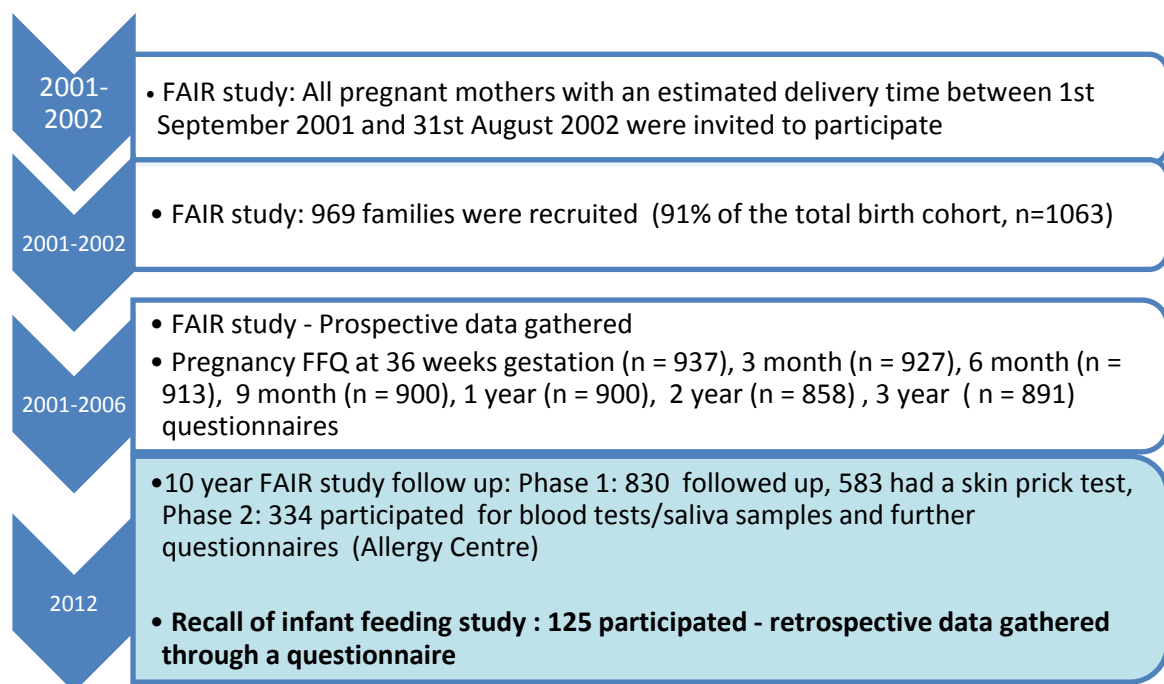 2001-
2002
• FAIR study: All pregnant mothers with an estimated delivery time between 1st
September 2001 and 31st August 2002 were invited to participate
2001-2002
• FAIR study: 969 families were recruited (91% of the total birth cohort, n=1063)
2001-2006
• FAIR study - Prospective data gathered
• Pregnancy FFQ at 36 weeks gestation (n = 937), 3 month (n = 927), 6 month (n =
913), 9 month (n = 900), 1 year (n = 900), 2 year (n = 858) , 3 year ( n = 891)
questionnaires
2012
•10 year FAIR study follow up: Phase 1: 830 followed up, 583 had a skin prick test,
Phase 2: 334 participated for blood tests/saliva samples and further
questionnaires (Allergy Centre)
• Recall of infant feeding study : 125 participated - retrospective data gathered
through a questionnaire